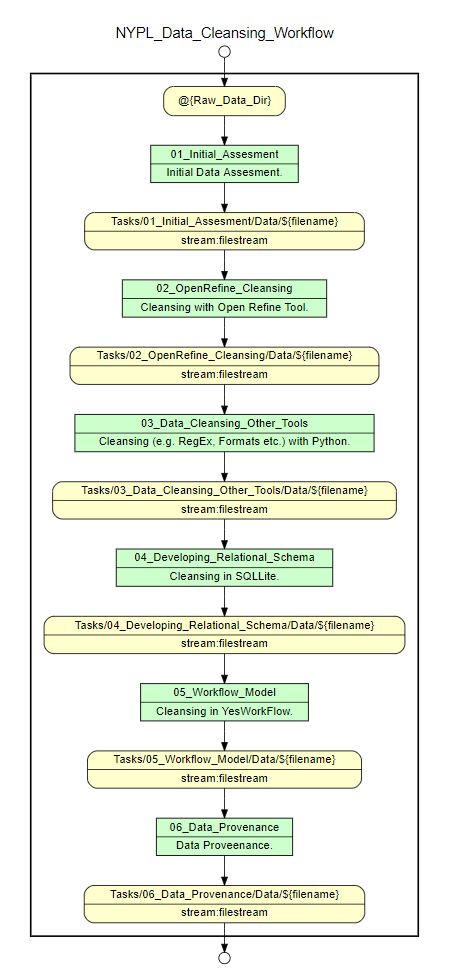 NYPL_Data_Cleansing_Workflow
@{Raw_Data_Dir}
01_Initial_Assesment
Initial Data Assesment.
Tasks/01_Initial_Assesment/Data/${filename}
stream:filestream
02_OpenRefine_Cleansing
Cleansing with Open Refine Tool.
Tasks/02_OpenRefine_Cleansing/Data/${filename}
stream:filestream
03_Data_Cleansing_Other_Tools
Cleansing (e.g. RegEx, Formats etc.) with Python.
Tasks/03_Data_Cleansing_Other_Tools/Data/${filename}
stream:filestream
04_Developing_Relational_Schema
Cleansing in SQLLite.
Tasks/04_Developing_Relational_Schema/Data/${filename}
stream:filestream
05_Workflow_Model
Cleansing in YesWorkFlow.
Tasks/05_Workflow_Model/Data/${filename}
stream:filestream
06_Data_Provenance
Data Proveenance.
Tasks/06_Data_Provenance/Data/${filename}
stream:filestream